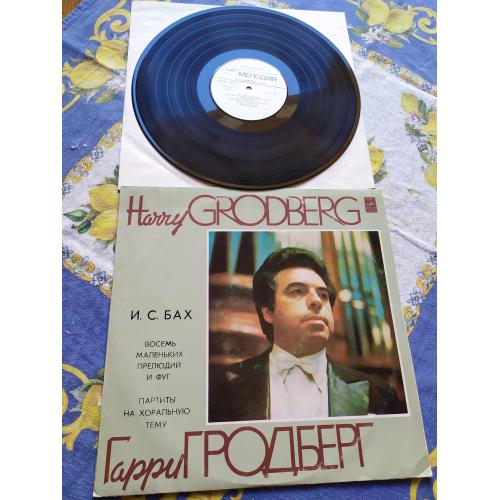 МЕЛОДИЯ
Harry GRODBERG
И. С. БАХ
ВОСЕМЬ
МАЛЕНЬКИХ
ПРЕЛЮДИЙ
И ФУГ
ПАРТИТЫ
НА ХОРАЛЬНУЮ
ТЕМУ
Гарри ГРОДБЕРГ